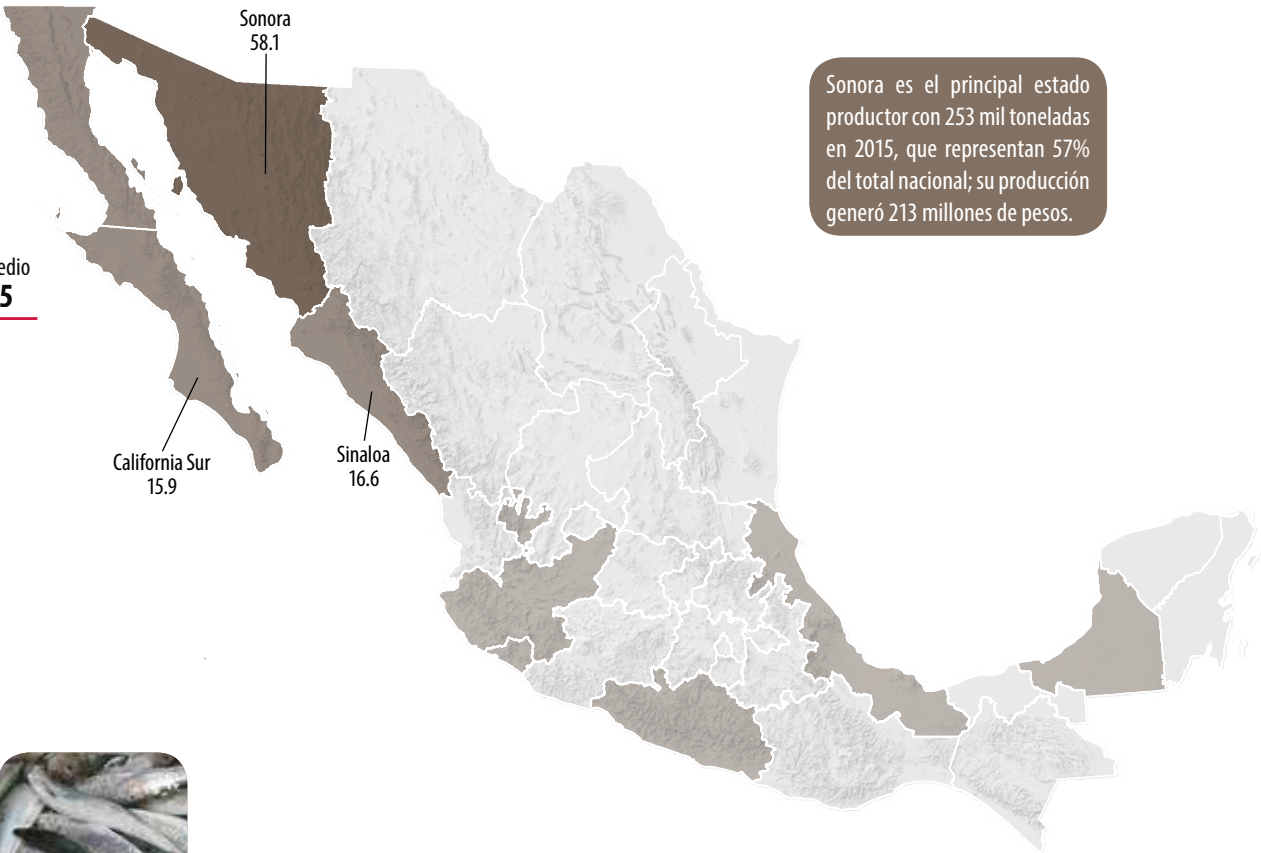 Sonora
58.1
Sonora es el principal estado
productor con 253 mil toneladas
en 2015, que representan 57%
del total nacional; su producción
generó 213 millones de pesos.
edio
5
California Sur
15.9
Sinaloa
16.6